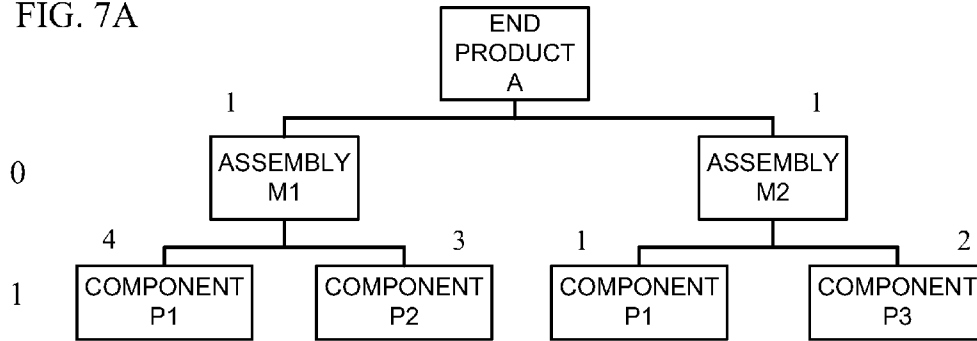 FIG. 7A
END
PRODUCT
A
1
1
0
ASSEMBLY
M1
ASSEMBLY
M2
4
3
1
2
1
COMPONENT
P1
COMPONENT
P2
COMPONENT
P1
COMPONENT
P3